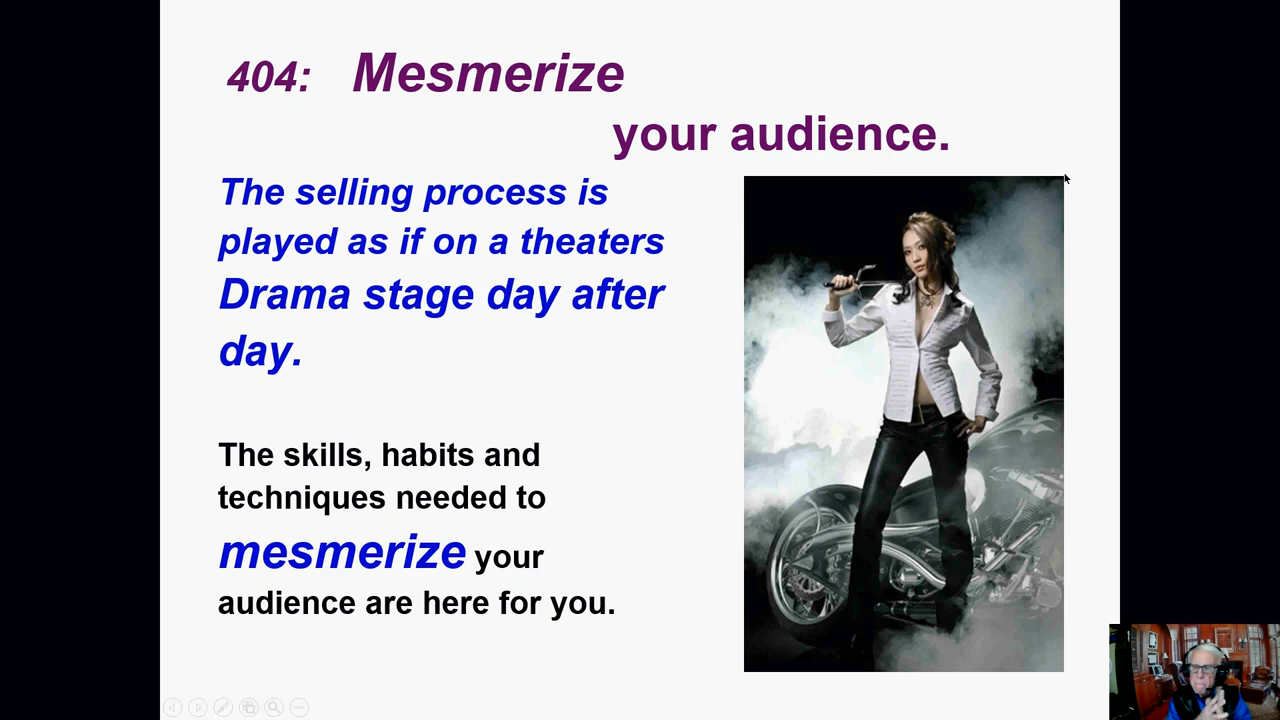 404: Mesmerize
your audience.
The selling process is
played as if on a theaters
Drama stage day after
day.
The skills, habits and
techniques needed to
mesmerize your
audience are here for you.